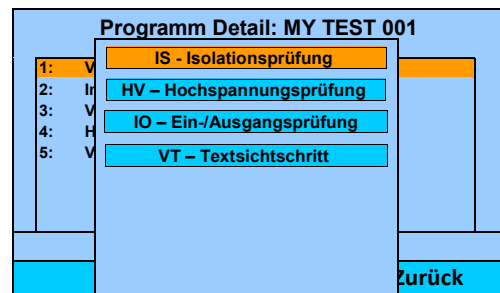 Programm Detail: MY TEST 001
1: V
2: I
3: V
4: H
5: V
IS - Isolationsprüfung
HV – Hochspannungsprüfung
IO – Ein-/Ausgangsprüfung
VT – Textsichtschritt
Zurück